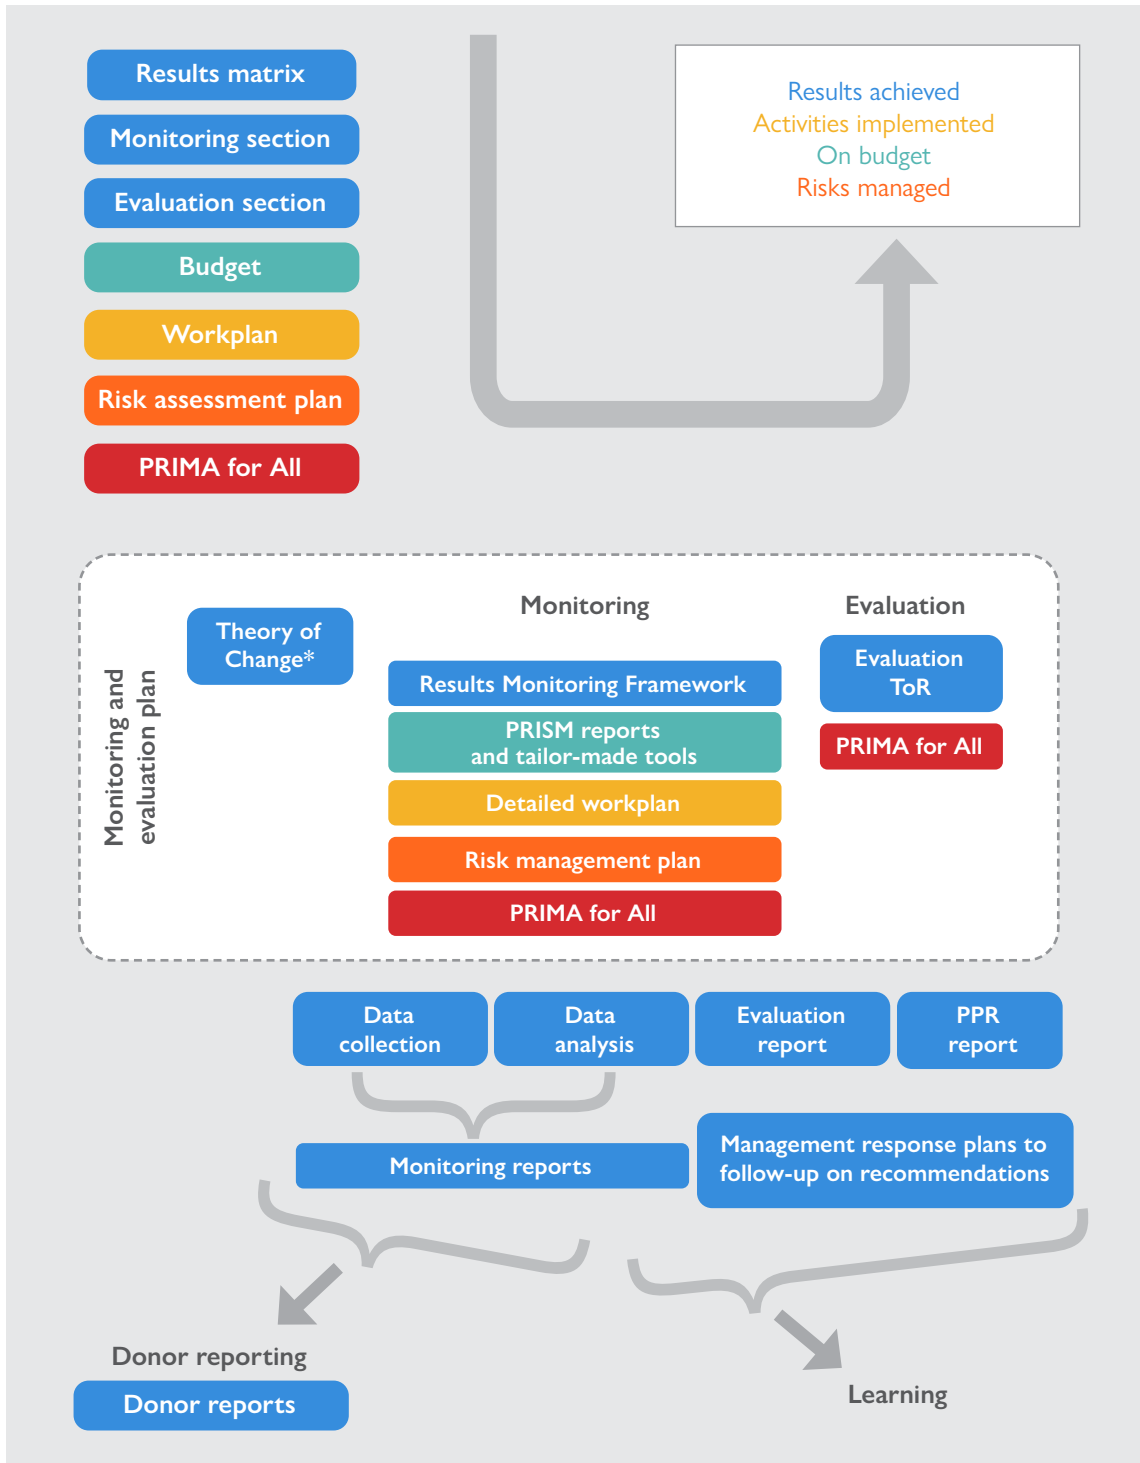 Results matrix
Monitoring section
Evaluation section
Budget
Workplan
Risk assessment plan
PRIMA for All
Results achieved
Activities implemented
On budget
Risks managed
Monitoring and
evaluation plan
Theory of
Change*
Monitoring
Results Monitoring Framework
PRISM reports
and tailor-made tools
Detailed workplan
Risk management plan
PRIMA for All
Evaluation
Evaluation
ToR
PRIMA for All
Data
collection
Data
analysis
Evaluation
report
PPR
report
Monitoring reports
Management response plans to
follow-up on recommendations
Donor reporting
Donor reports
Learning